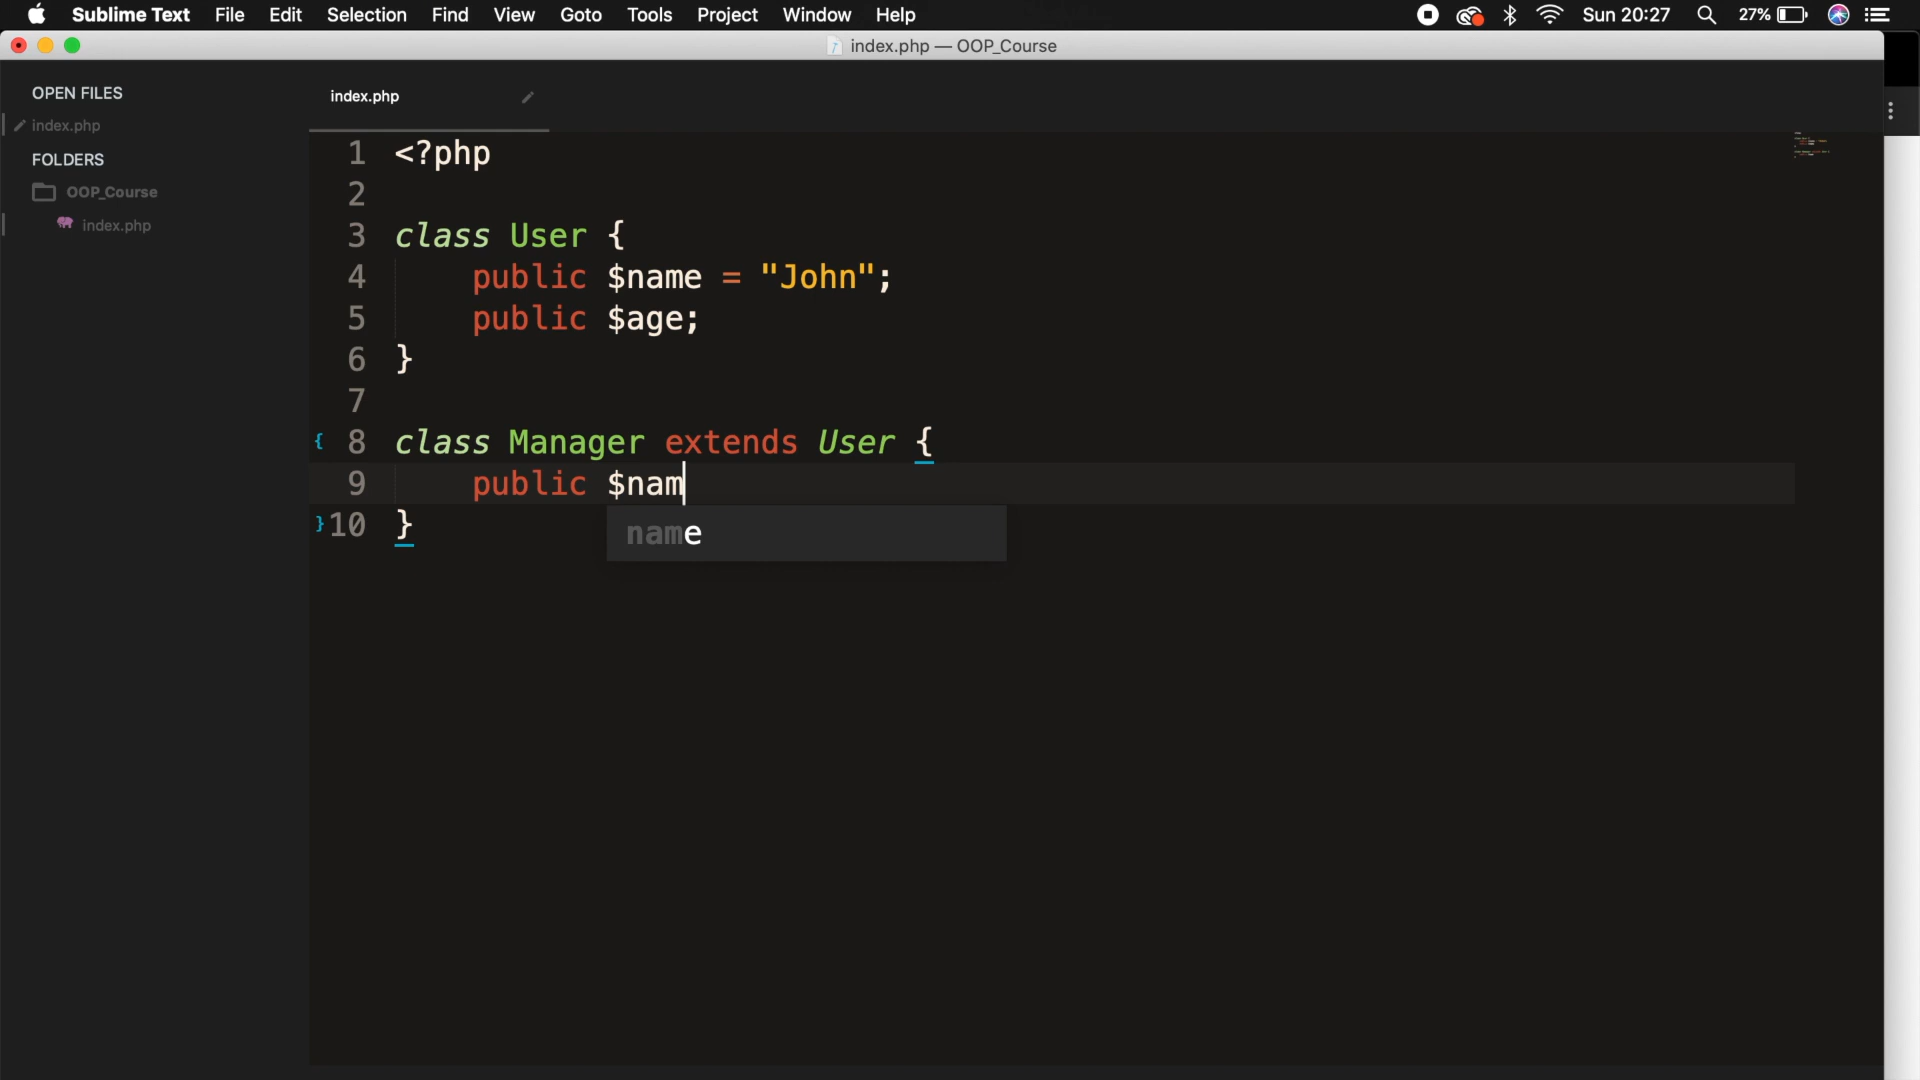 Sublime Text File Edit Selection Find View Goto Tools Project Window Help Sun 20:27 27%
index.php — OOP_Course
OPEN FILES
index.php
FOLDERS
OOP_Course
index.php
index.php
1 <?php
2
3 class User {
4 public $name = "John";
5 public $age;
6 }
7
{ 8 class Manager extends User {
9 public $nam
} 10 }
name